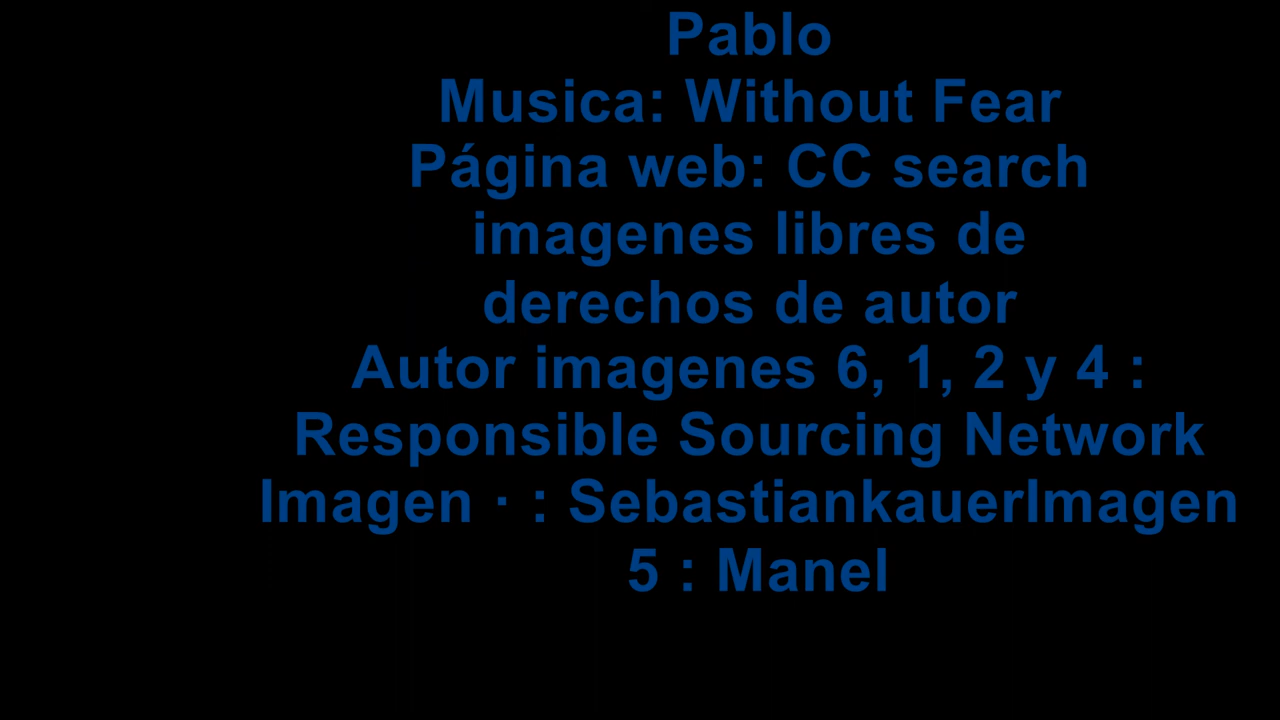 Pablo
Musica: Without Fear
Página web: CC search
imagenes libres de
derechos de autor
Autor imagenes 6, 1, 2 y 4 :
Responsible Sourcing Network
Imagen · : SebastiankauerImagen
5 : Manel